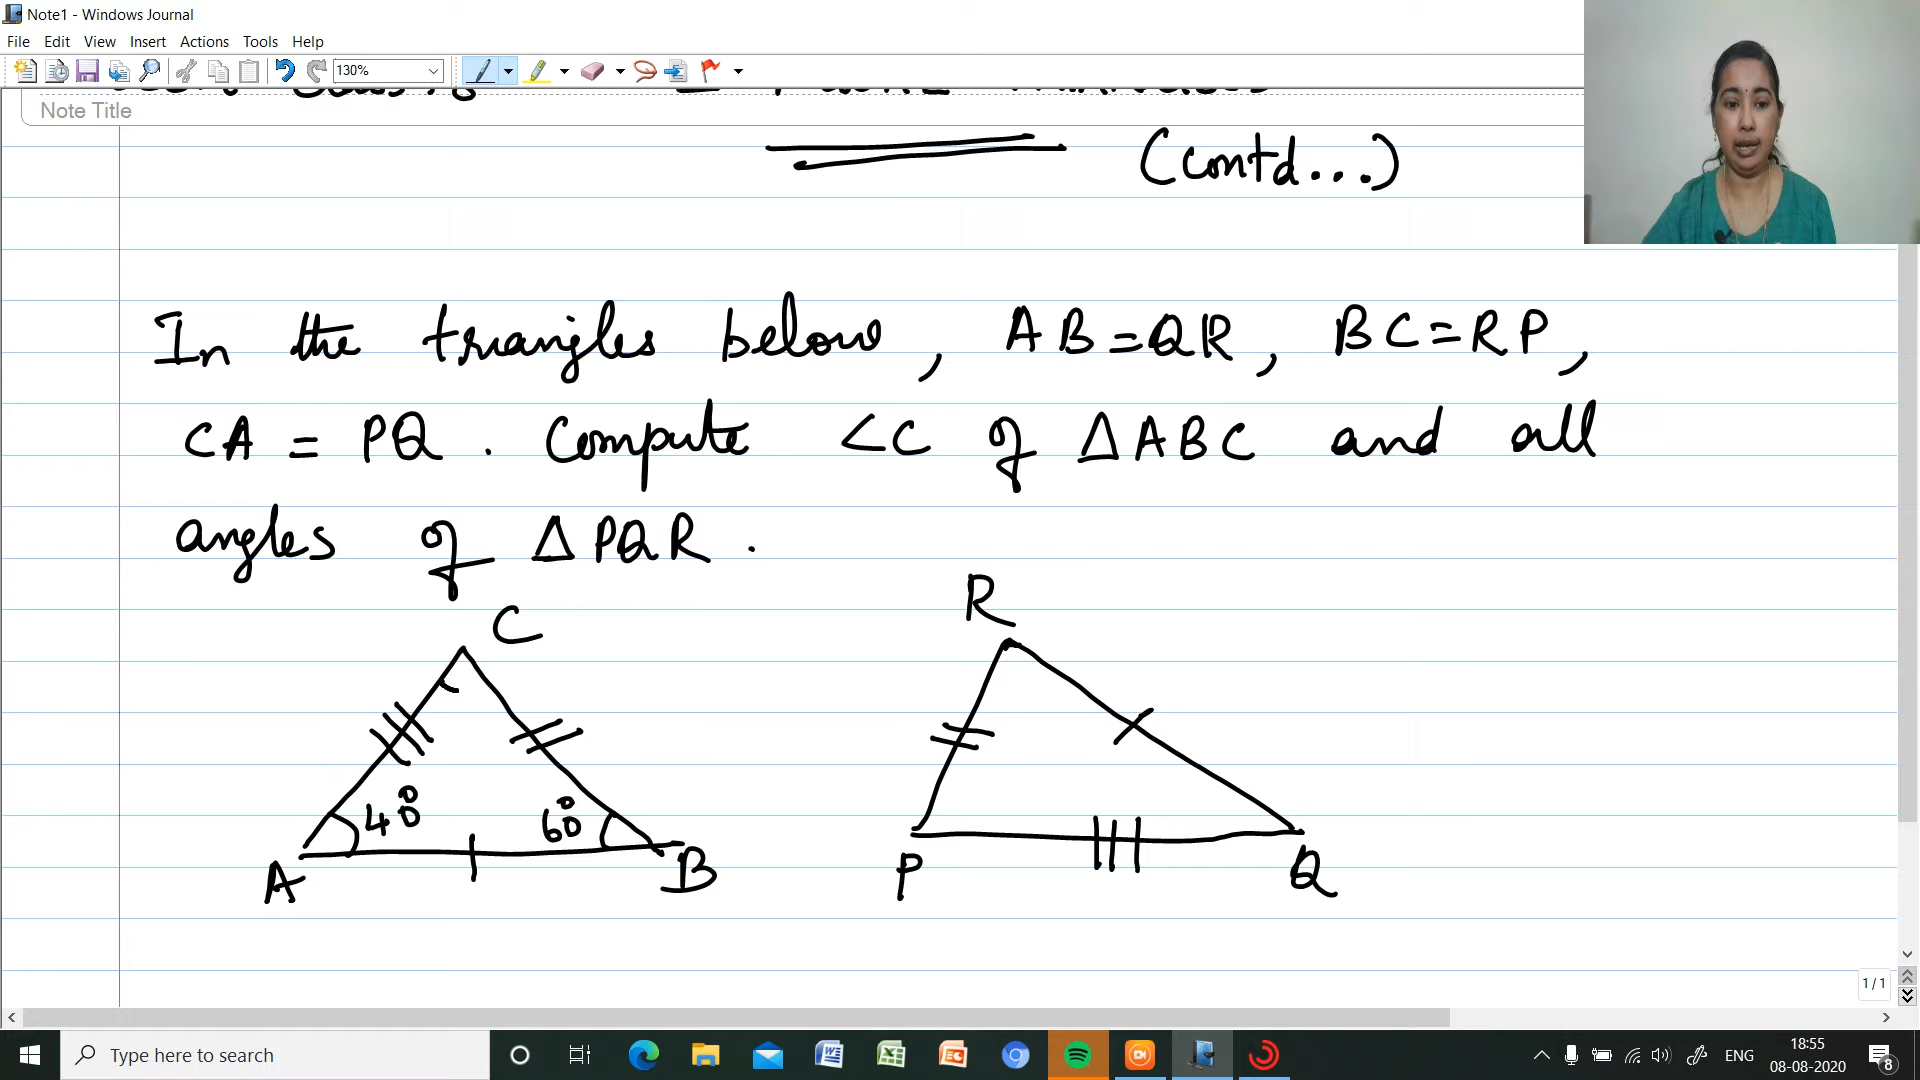 Note1 - Windows Journal
File Edit View Insert Actions Tools Help
130%
Note Title
(contd...)
In the triangles below, AB=QR, BC=RP,
CA = PQ. Compute <C of ΔABC and all
angles of ΔPQR.
C
R
40°
60°
A
B
P
Q
1 / 1
Type here to search
ENG
18:55
08-08-2020
8